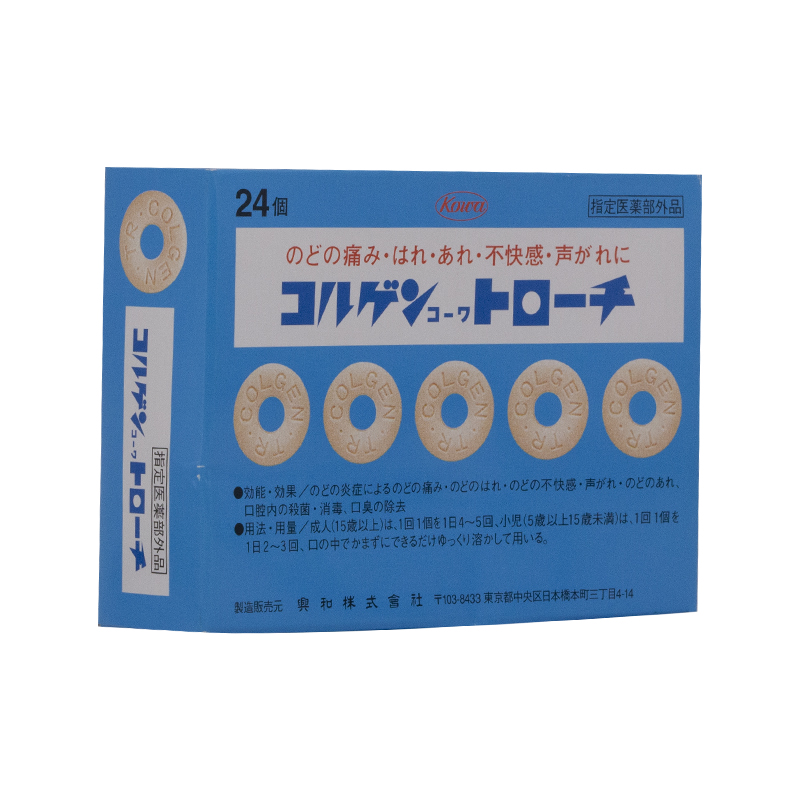 COLGEN・TR・
コルゲンコーワトローチ
指定医薬部外品
24個
Kowa
指定医薬部外品
のどの痛み・はれ・あれ・不快感・声がれに
コルゲンコーワトローチ
COLGEN・TR・
COLGEN・TR・
COLGEN・TR・
COLGEN・TR・
COLGEN・TR・
●効能・効果/のどの炎症によるのどの痛み・のどのはれ・のどの不快感・声がれ・のどのあれ、
口腔内の殺菌・消毒、口臭の除去
●用法・用量/成人(15歳以上)は、1回1個を1日4〜5回、小児(5歳以上15歳未満)は、1回1個を
1日2〜3回、口の中でかまずにできるだけゆっくり溶かして用いる。
製造販売元 興和株式會社 〒103-8433 東京都中央区日本橋本町三丁目4-14